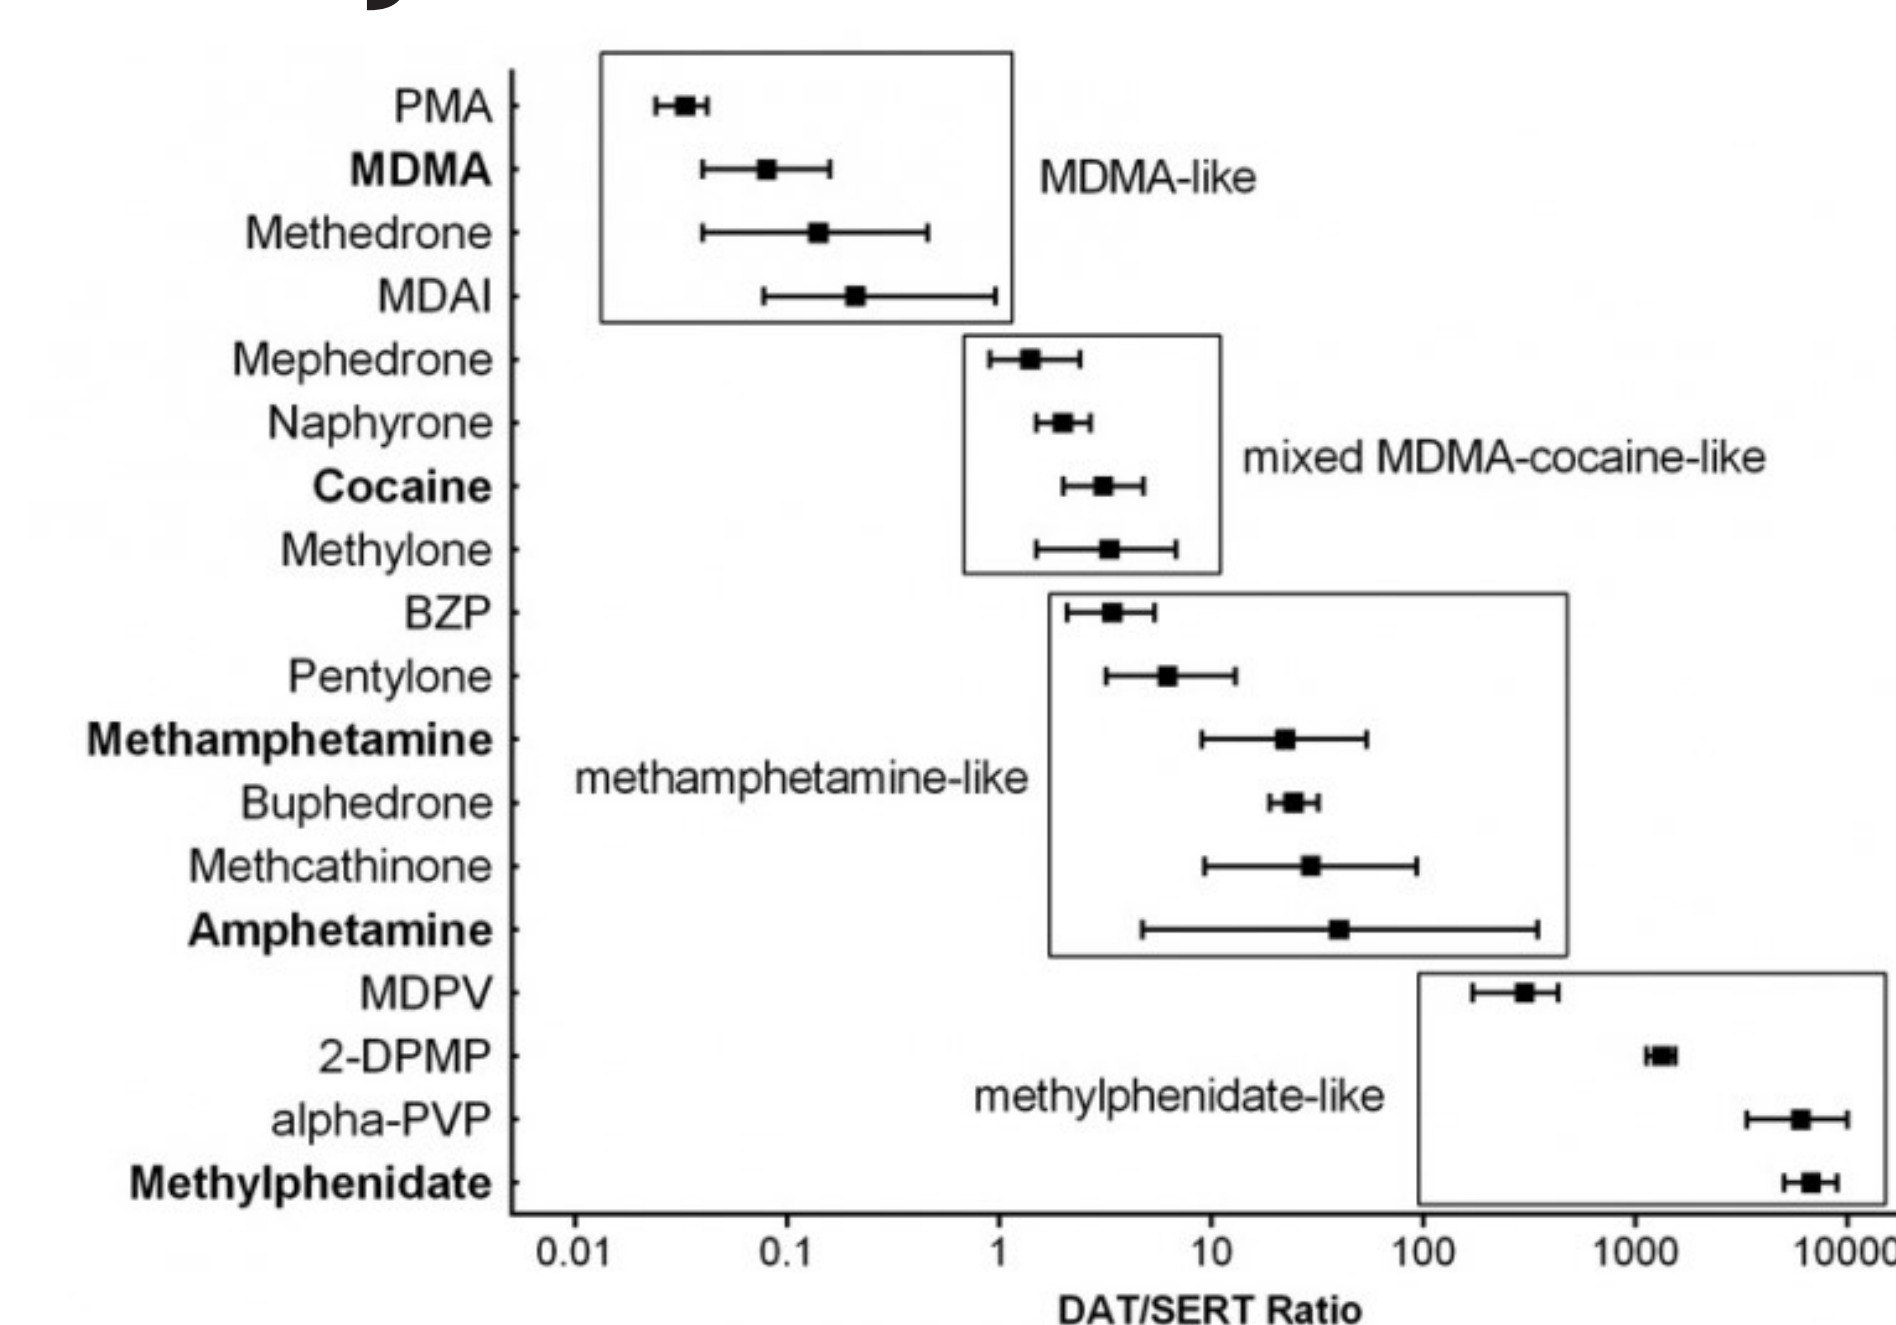 PMA
MDMA
MDMA-like
Methedrone
MDAI
Mephedrone
Naphyrone
mixed MDMA-cocaine-like
Cocaine
Methylone
BZP
Pentylone
Methamphetamine
methamphetamine-like
Buphedrone
Methcathinone
Amphetamine
MDPV
2-DPMP
methylphenidate-like
alpha-PVP
Methylphenidate
0.01 0.1 1 10 100 1000 10000
DAT/SERT Ratio